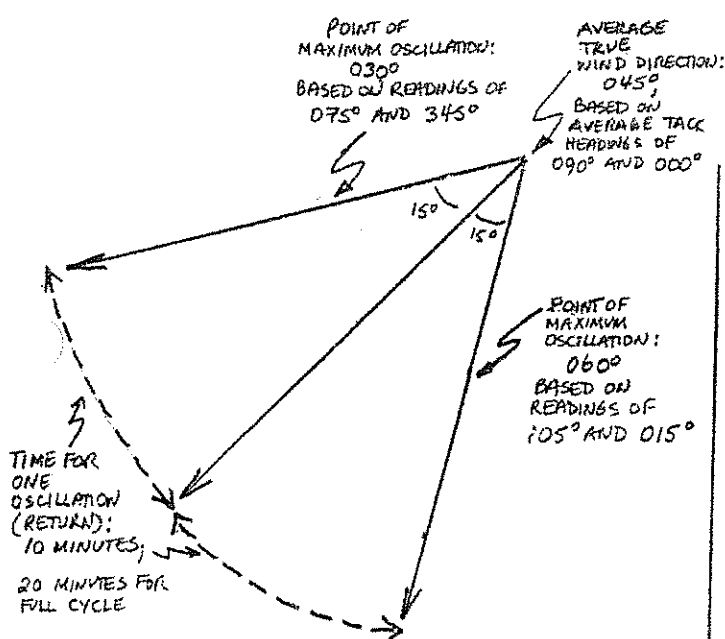 POINT OF
MAXIMUM OSCILLATION:
030°
BASED ON READINGS OF
075° AND 345°
AVERAGE
TRUE
WIND DIRECTION:
045°,
BASED ON
AVERAGE TACK
HEADINGS OF
090° AND 000°
15°
15°
POINT OF
MAXIMUM
OSCILLATION:
060°
BASED ON
READINGS OF
105° AND 015°
TIME FOR
ONE
OSCILLATION
(RETURN):
10 MINUTES;
20 MINUTES FOR
FULL CYCLE